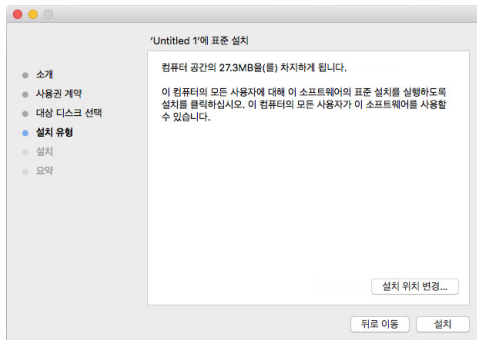 'Untitled 1'에 표준 설치
소개
사용권 계약
대상 디스크 선택
설치 유형
설치
요약
컴퓨터 공간의 27.3MB을(를) 차지하게 됩니다.
이 컴퓨터의 모든 사용자에 대해 이 소프트웨어의 표준 설치를 실행하도록
설치를 클릭하십시오. 이 컴퓨터의 모든 사용자가 이 소프트웨어를 사용할
수 있습니다.
설치 위치 변경...
뒤로 이동
설치